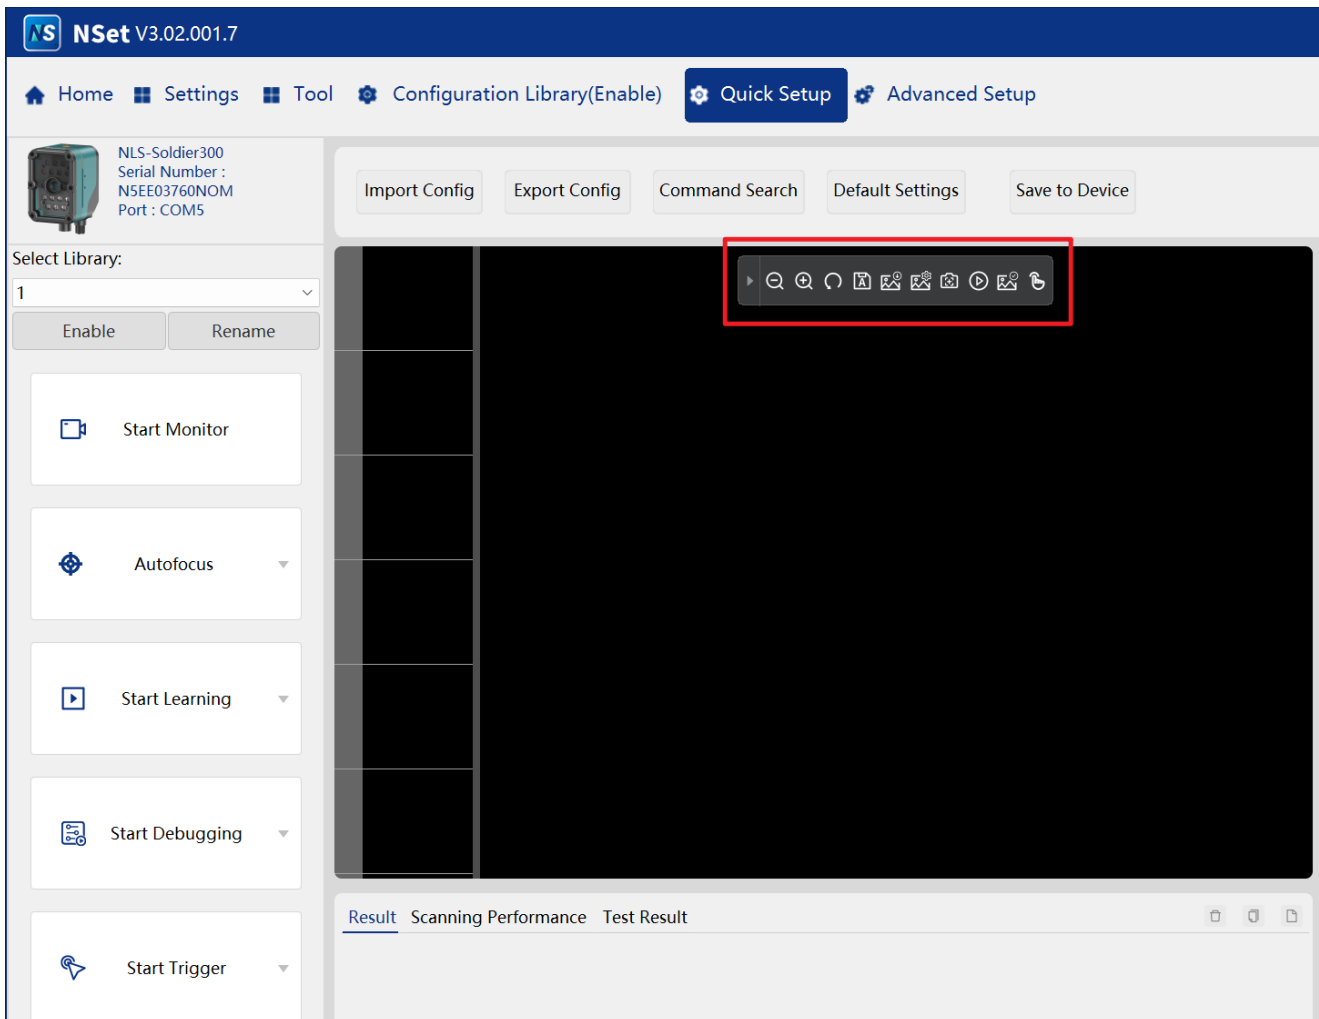 NS NSet V3.02.001.7
Home Settings Tool Configuration Library(Enable) Quick Setup Advanced Setup
NLS-Soldier300
Serial Number :
N5EE03760NOM
Port : COM5
Import Config Export Config Command Search Default Settings Save to Device
Select Library:
1
Enable Rename
Start Monitor
Autofocus
Start Learning
Start Debugging
Start Trigger
Result Scanning Performance Test Result